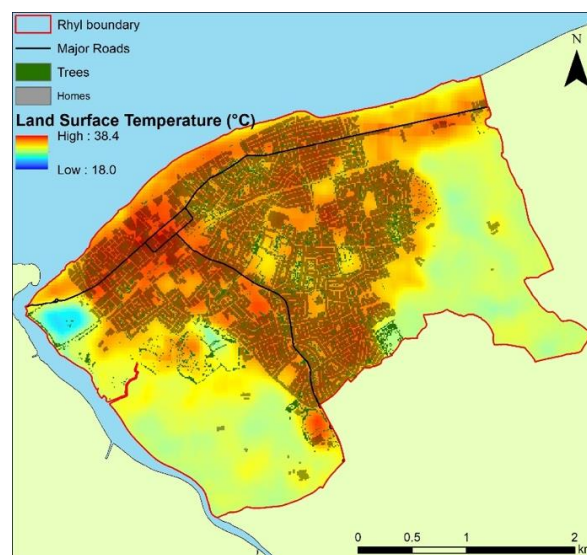 Rhyl boundary
Major Roads
Trees
Homes
Land Surface Temperature (°C)
High : 38.4
Low : 18.0
N
0 0.5 1 2
km